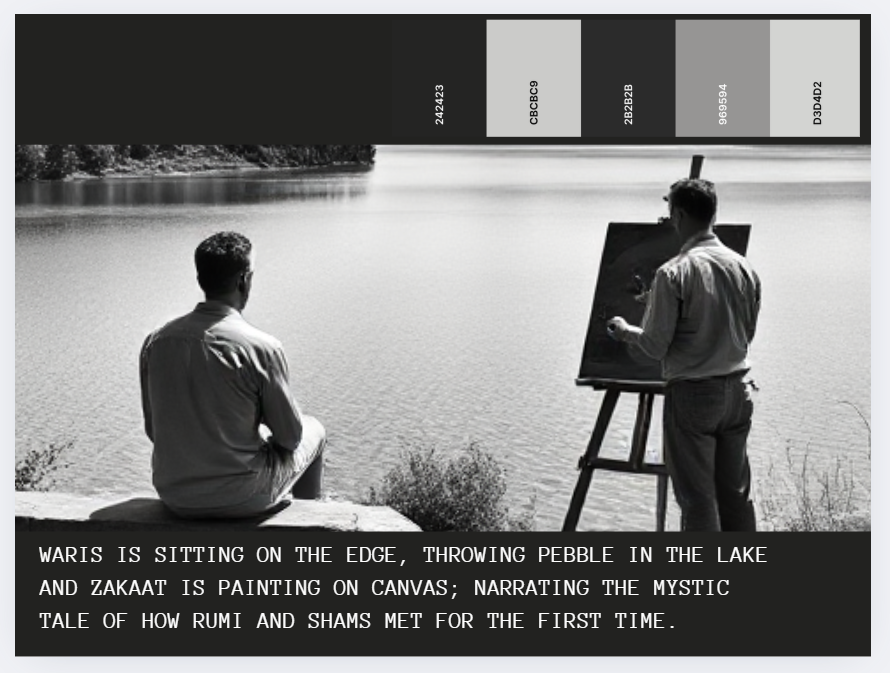 242423
CBCBC9
2B2B2B
969594
D3D4D2
WARIS IS SITTING ON THE EDGE, THROWING PEBBLE IN THE LAKE
AND ZAKAAT IS PAINTING ON CANVAS; NARRATING THE MYSTIC
TALE OF HOW RUMI AND SHAMS MET FOR THE FIRST TIME.